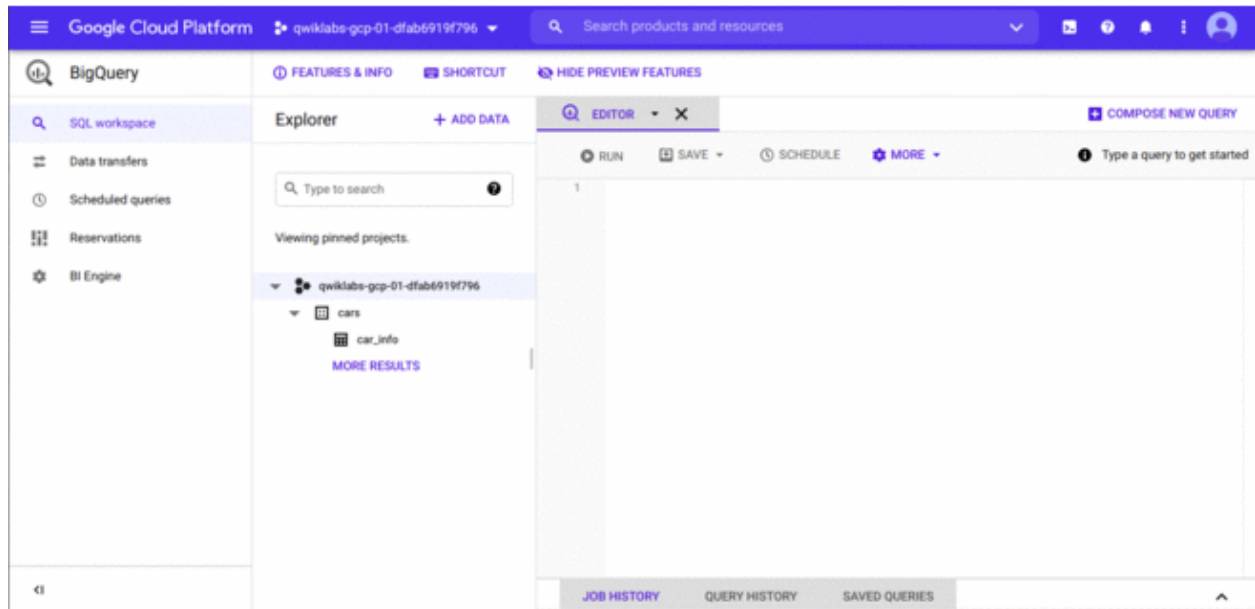 Google Cloud Platform qwiklabs-gcp-01-dfab6919f796 Search products and resources
BigQuery FEATURES & INFO SHORTCUT HIDE PREVIEW FEATURES
SQL workspace
Data transfers
Scheduled queries
Reservations
BI Engine
Explorer + ADD DATA
Type to search
Viewing pinned projects.
qwiklabs-gcp-01-dfab6919f796
cars
car_info
MORE RESULTS
EDITOR COMPOSE NEW QUERY
RUN SAVE SCHEDULE MORE Type a query to get started
1
JOB HISTORY QUERY HISTORY SAVED QUERIES